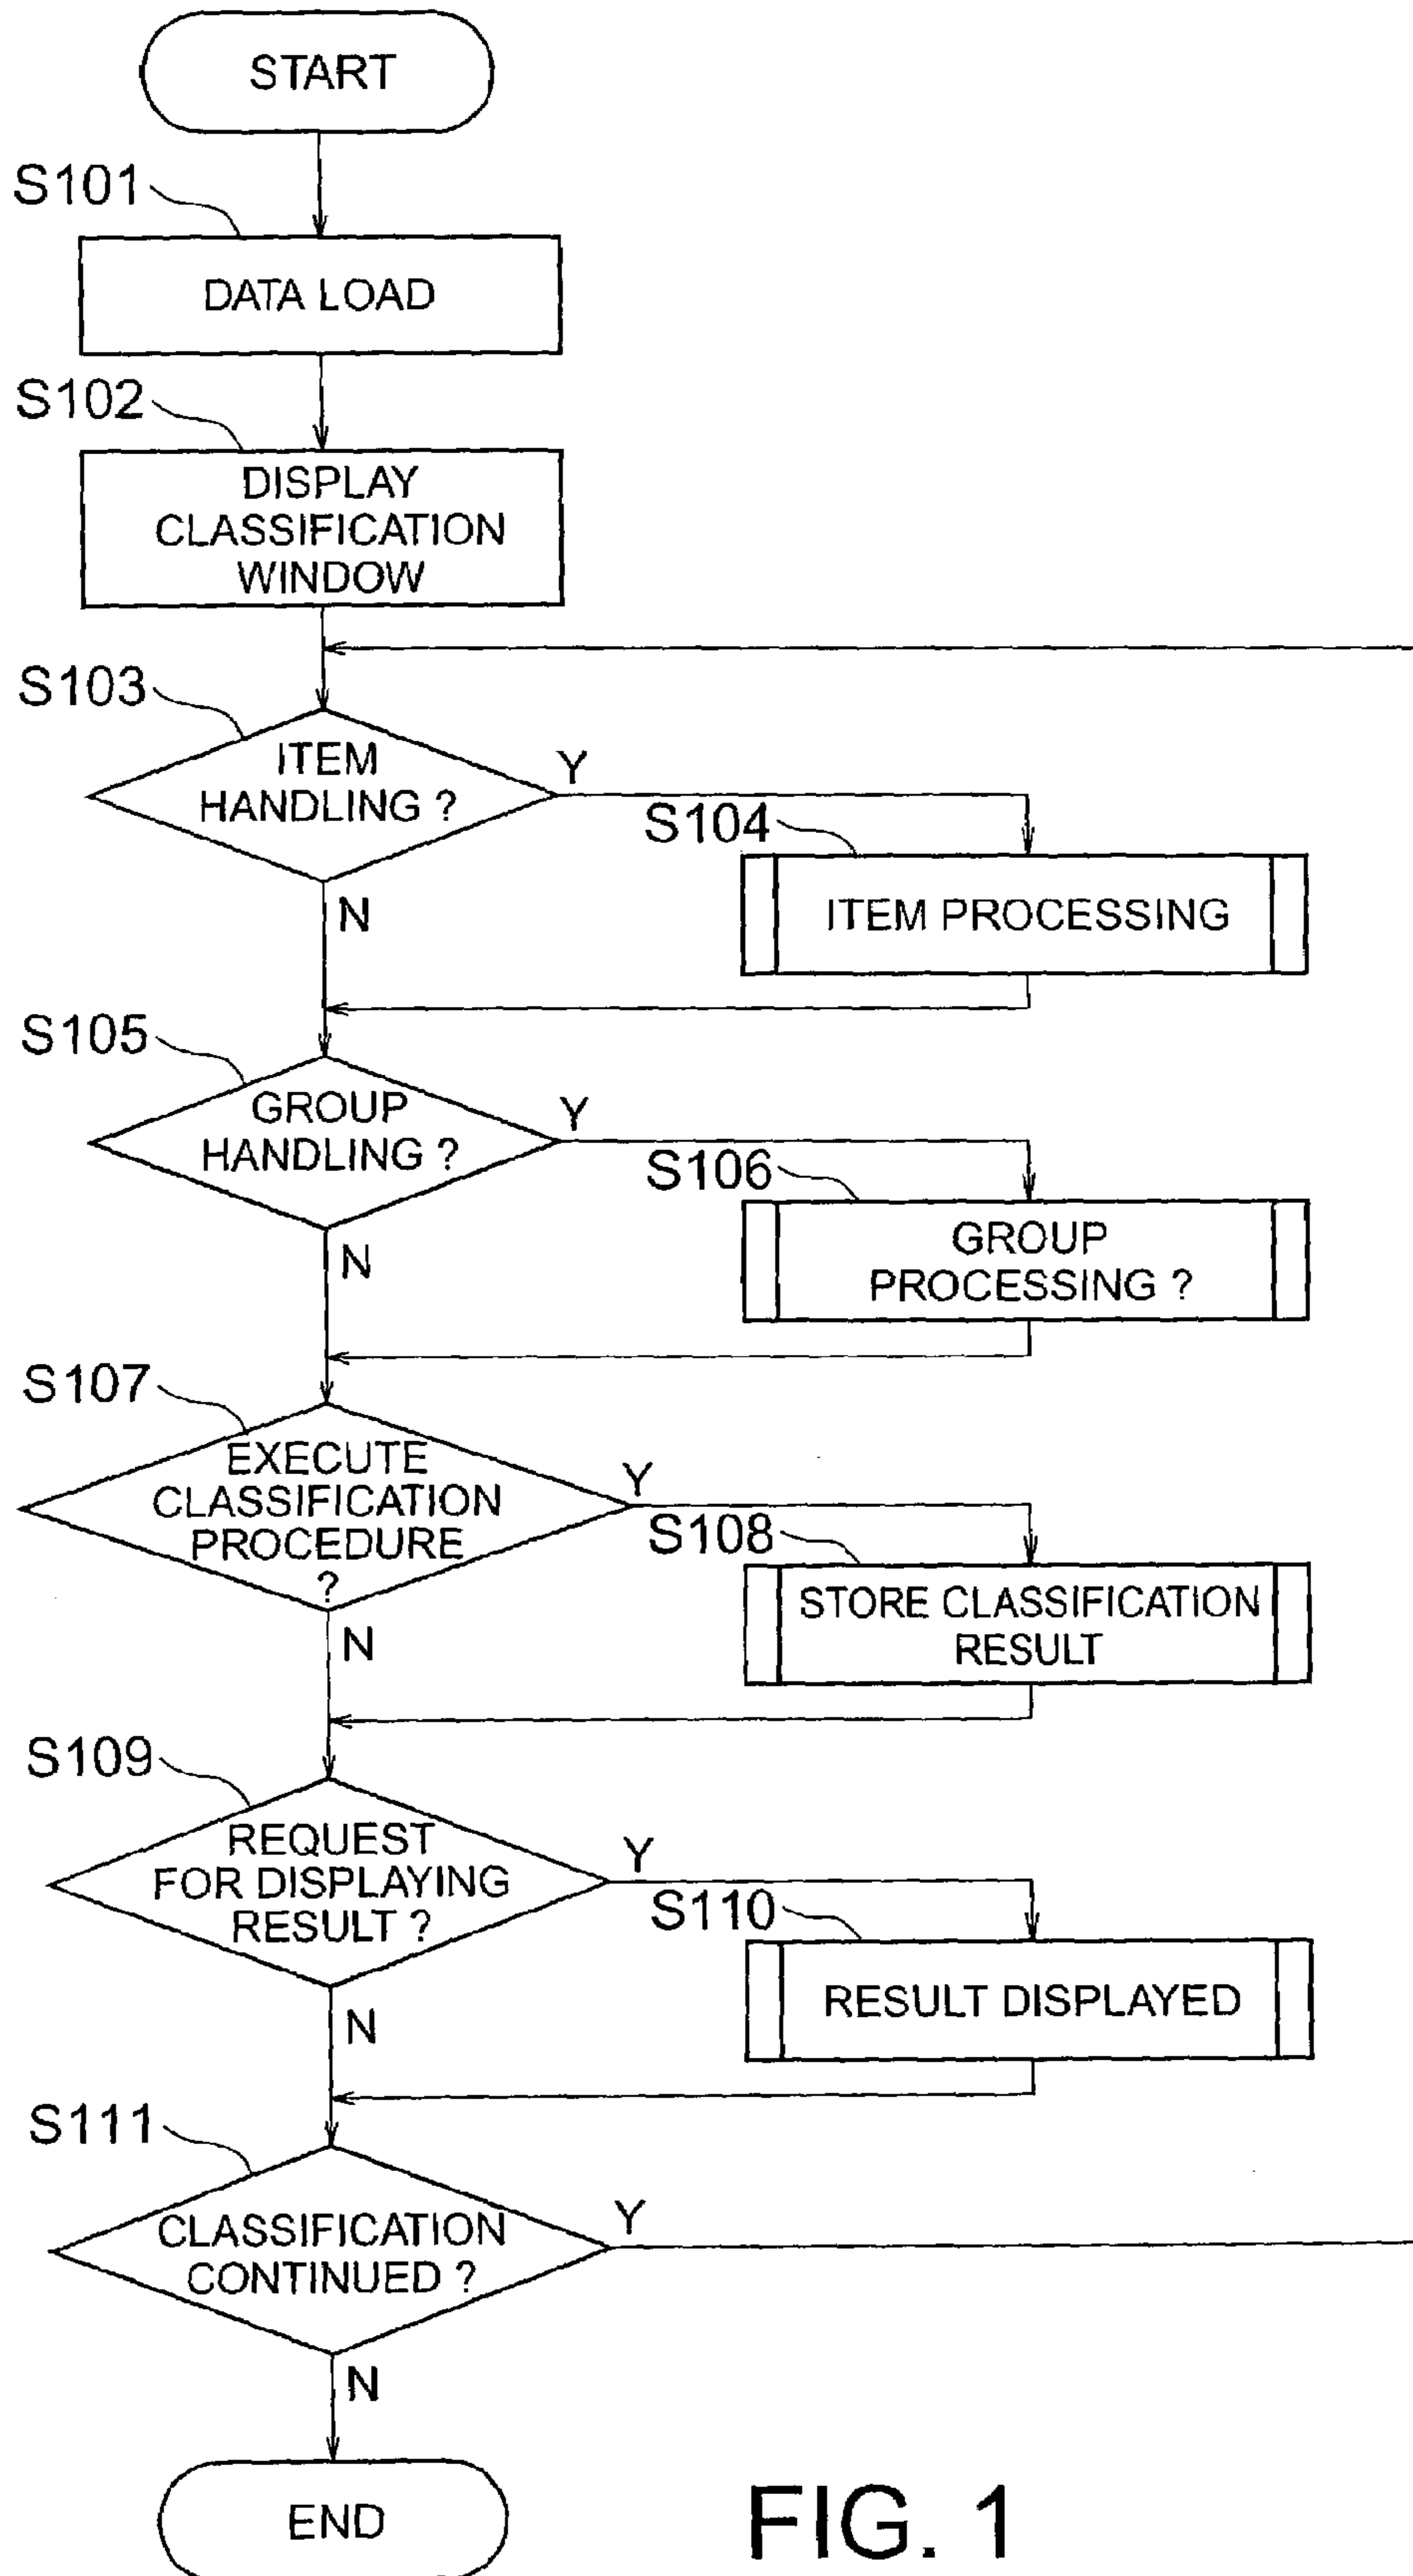 START
S101
DATA LOAD
S102
DISPLAY
CLASSIFICATION
WINDOW
S103
ITEM
HANDLING ?
Y
N
S104
ITEM PROCESSING
S105
GROUP
HANDLING ?
Y
N
S106
GROUP
PROCESSING ?
S107
EXECUTE
CLASSIFICATION
PROCEDURE
?
Y
N
S108
STORE CLASSIFICATION
RESULT
S109
REQUEST
FOR DISPLAYING
RESULT ?
Y
N
S110
RESULT DISPLAYED
S111
CLASSIFICATION
CONTINUED ?
Y
N
END
FIG. 1